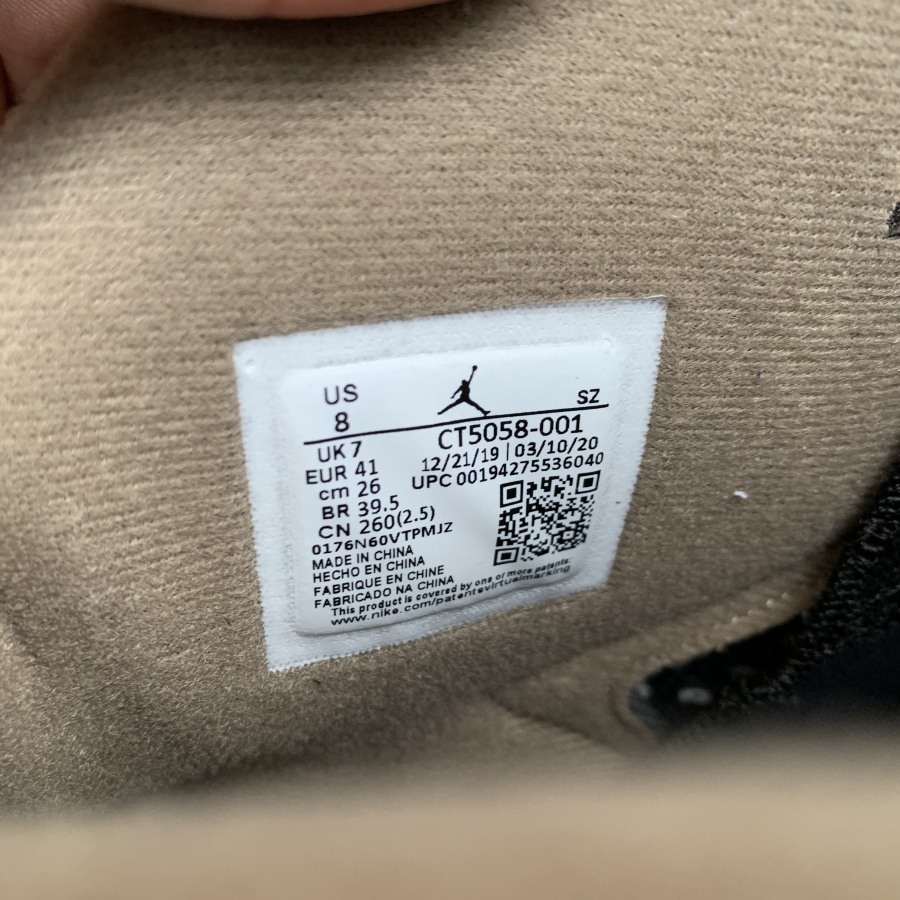 US
8
SZ
UK 7
EUR 41
cm 26
BR 39.5
CN 260(2.5)
CT5058-001
12/21/19 | 03/10/20
UPC 00194275536040
0176N60VTPMJZ
MADE IN CHINA
HECHO EN CHINA
FABRIQUE EN CHINE
FABRICADO NA CHINA
This product is covered by one or more patents:
www.nike.com/patentsvirtualmarking